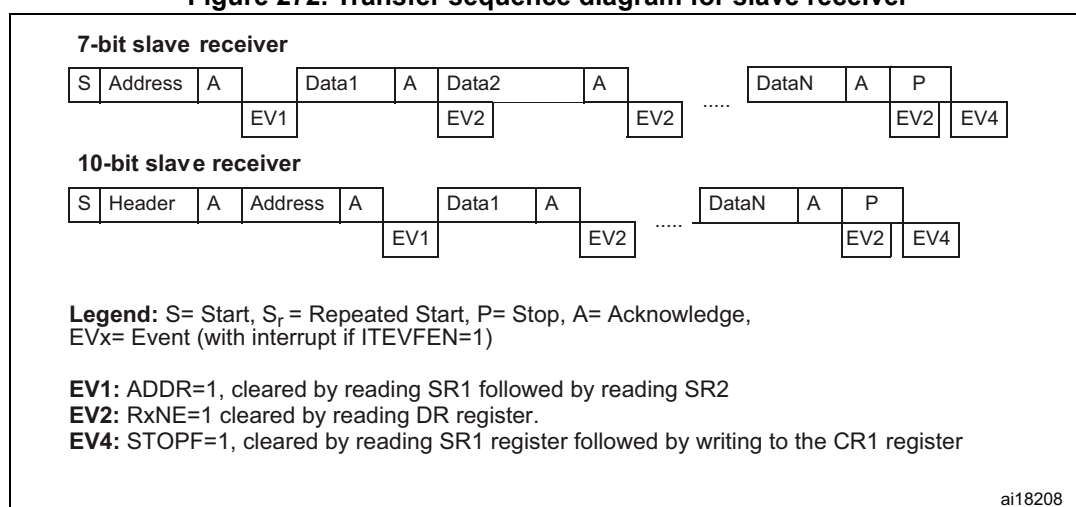 Figure 272. Transfer sequence diagram for slave receiver
7-bit slave receiver
S Address A Data1 A Data2 A ..... DataN A P
EV1 EV2 EV2 EV2 EV4
10-bit slave receiver
S Header A Address A Data1 A ..... DataN A P
EV1 EV2 EV2 EV4
Legend: S= Start, Sr = Repeated Start, P= Stop, A= Acknowledge,
EVx= Event (with interrupt if ITEVFEN=1)
EV1: ADDR=1, cleared by reading SR1 followed by reading SR2
EV2: RxNE=1 cleared by reading DR register.
EV4: STOPF=1, cleared by reading SR1 register followed by writing to the CR1 register
ai18208